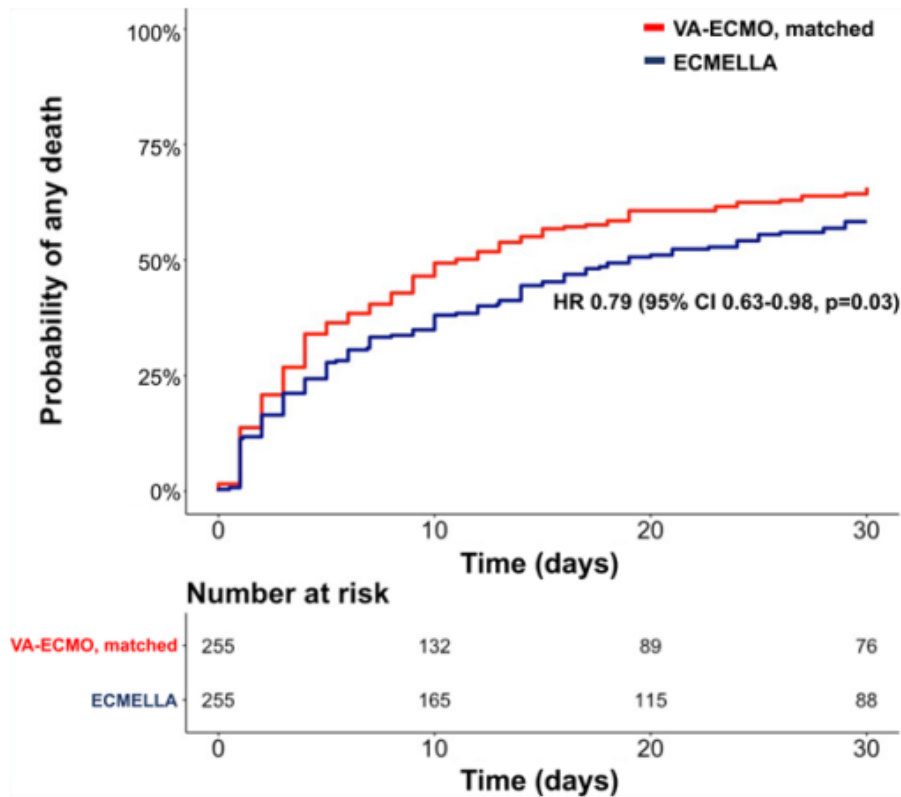 100%
75%
50%
25%
0%
Probability of any death
VA-ECMO, matched
ECMELLA
HR 0.79 (95% CI 0.63-0.98, p=0.03)
0 10 20 30
Time (days)
Number at risk
VA-ECMO, matched 255 132 89 76
ECMELLA 255 165 115 88
0 10 20 30
Time (days)